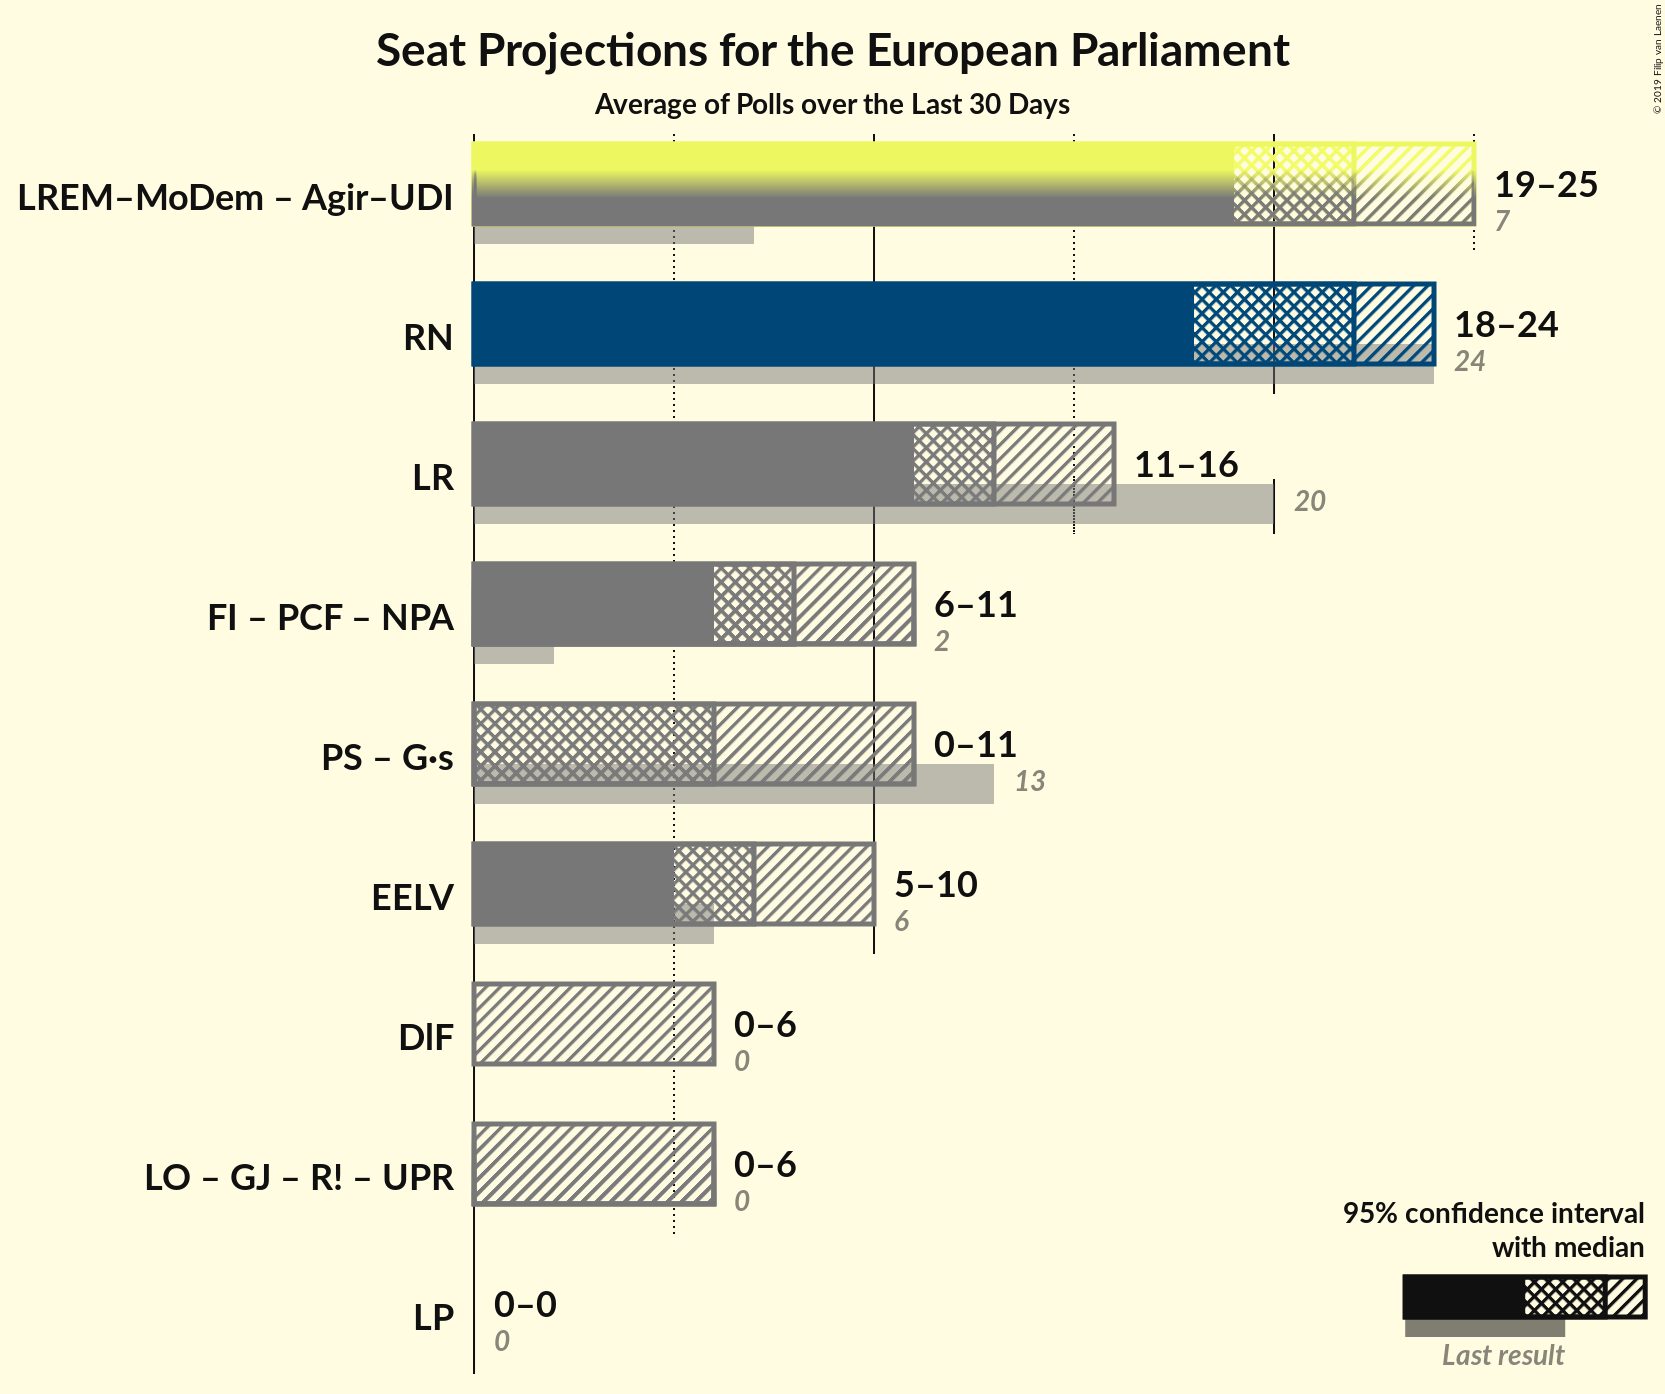 Seat Projections for the European Parliament
Average of Polls over the Last 30 Days
© 2019 Filip van Laenen
LREM–MoDem – Agir–UDI
19–25
7
RN
18–24
24
LR
11–16
20
FI – PCF – NPA
6–11
2
PS – G·s
0–11
13
EELV
5–10
6
DlF
0–6
0
LO – GJ – R! – UPR
0–6
0
LP
0–0
0
95% confidence interval
with median
Last result